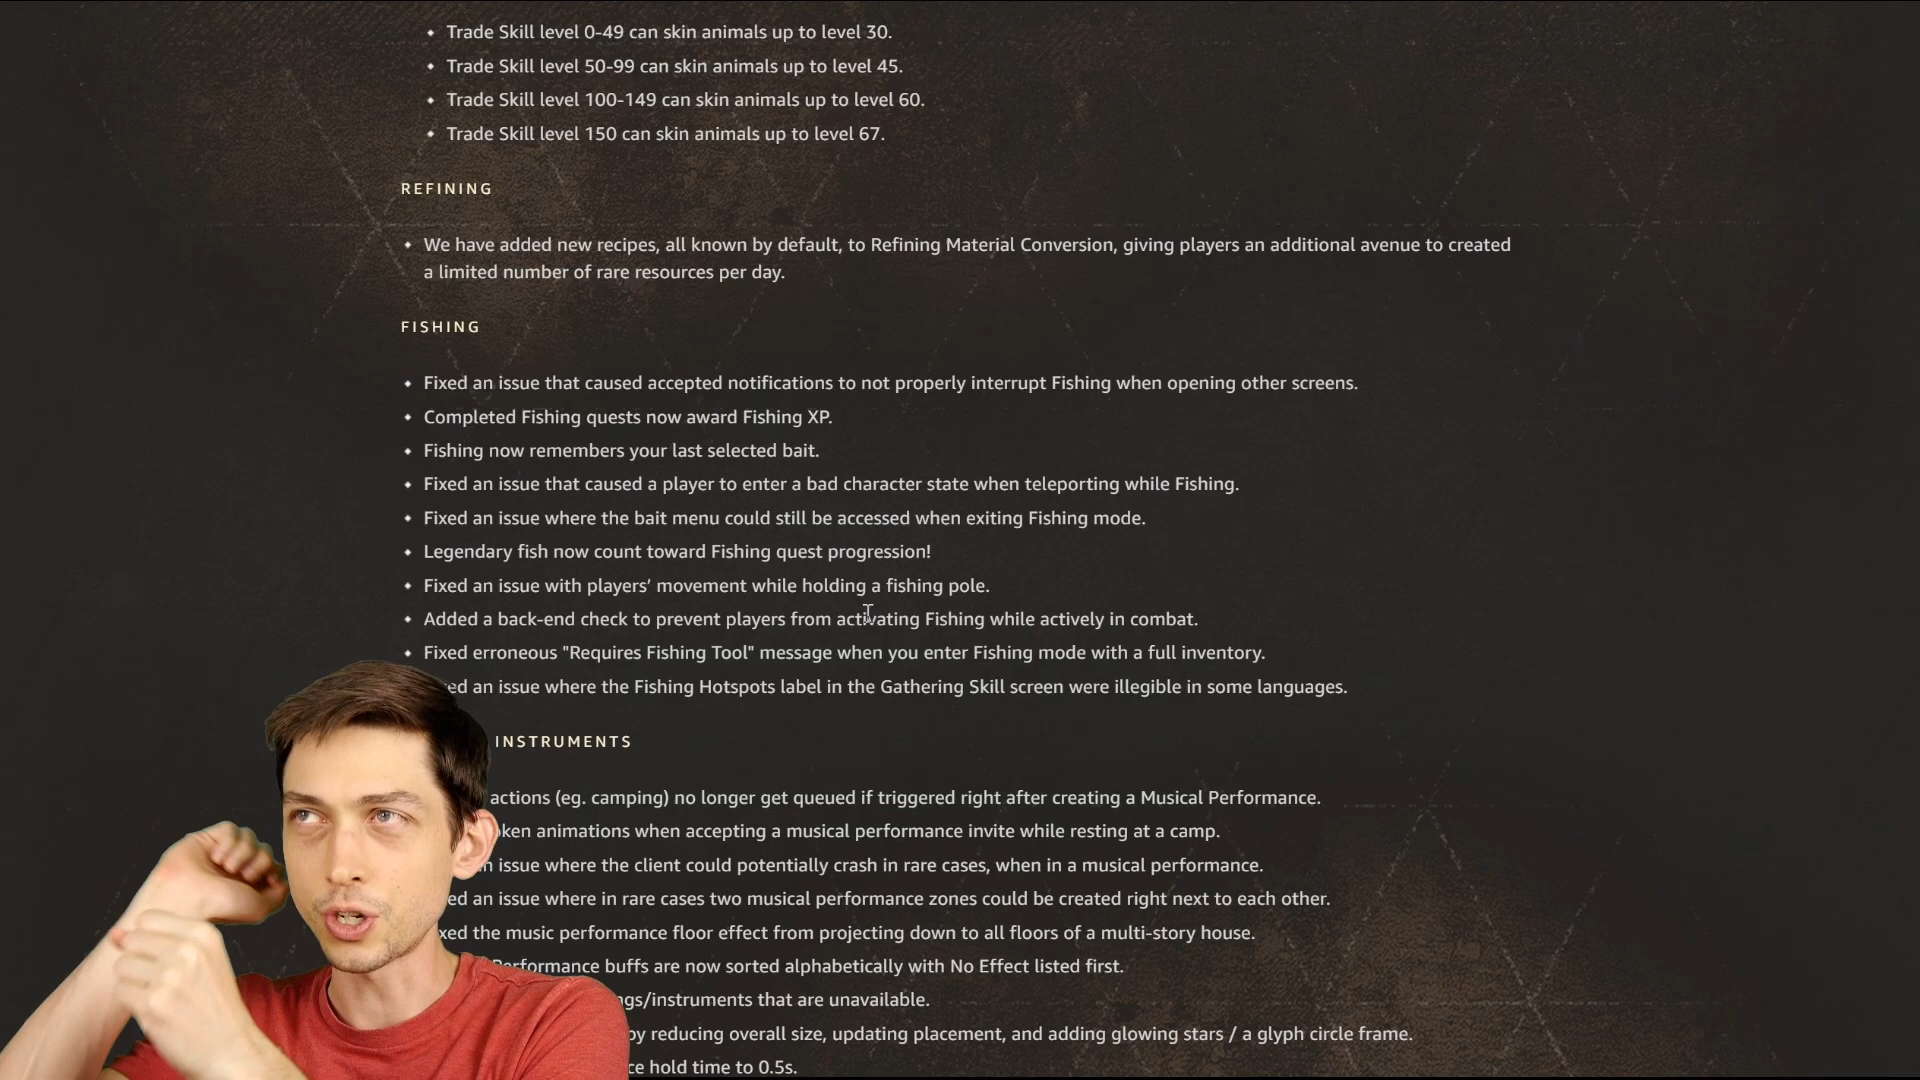 Trade Skill level 0-49 can skin animals up to level 30.
Trade Skill level 50-99 can skin animals up to level 45.
Trade Skill level 100-149 can skin animals up to level 60.
Trade Skill level 150 can skin animals up to level 67.
REFINING
We have added new recipes, all known by default, to Refining Material Conversion, giving players an additional avenue to created
a limited number of rare resources per day.
FISHING
Fixed an issue that caused accepted notifications to not properly interrupt Fishing when opening other screens.
Completed Fishing quests now award Fishing XP.
Fishing now remembers your last selected bait.
Fixed an issue that caused a player to enter a bad character state when teleporting while Fishing.
Fixed an issue where the bait menu could still be accessed when exiting Fishing mode.
Legendary fish now count toward Fishing quest progression!
Fixed an issue with players’ movement while holding a fishing pole.
Added a back-end check to prevent players from activating Fishing while actively in combat.
Fixed erroneous "Requires Fishing Tool" message when you enter Fishing mode with a full inventory.
an issue where the Fishing Hotspots label in the Gathering Skill screen were illegible in some languages.
INSTRUMENTS
actions (eg. camping) no longer get queued if triggered right after creating a Musical Performance.
animations when accepting a musical performance invite while resting at a camp.
issue where the client could potentially crash in rare cases, when in a musical performance.
an issue where in rare cases two musical performance zones could be created right next to each other.
the music performance floor effect from projecting down to all floors of a multi-story house.
Performance buffs are now sorted alphabetically with No Effect listed first.
that are unavailable.
by reducing overall size, updating placement, and adding glowing stars / a glyph circle frame.
hold time to 0.5s.